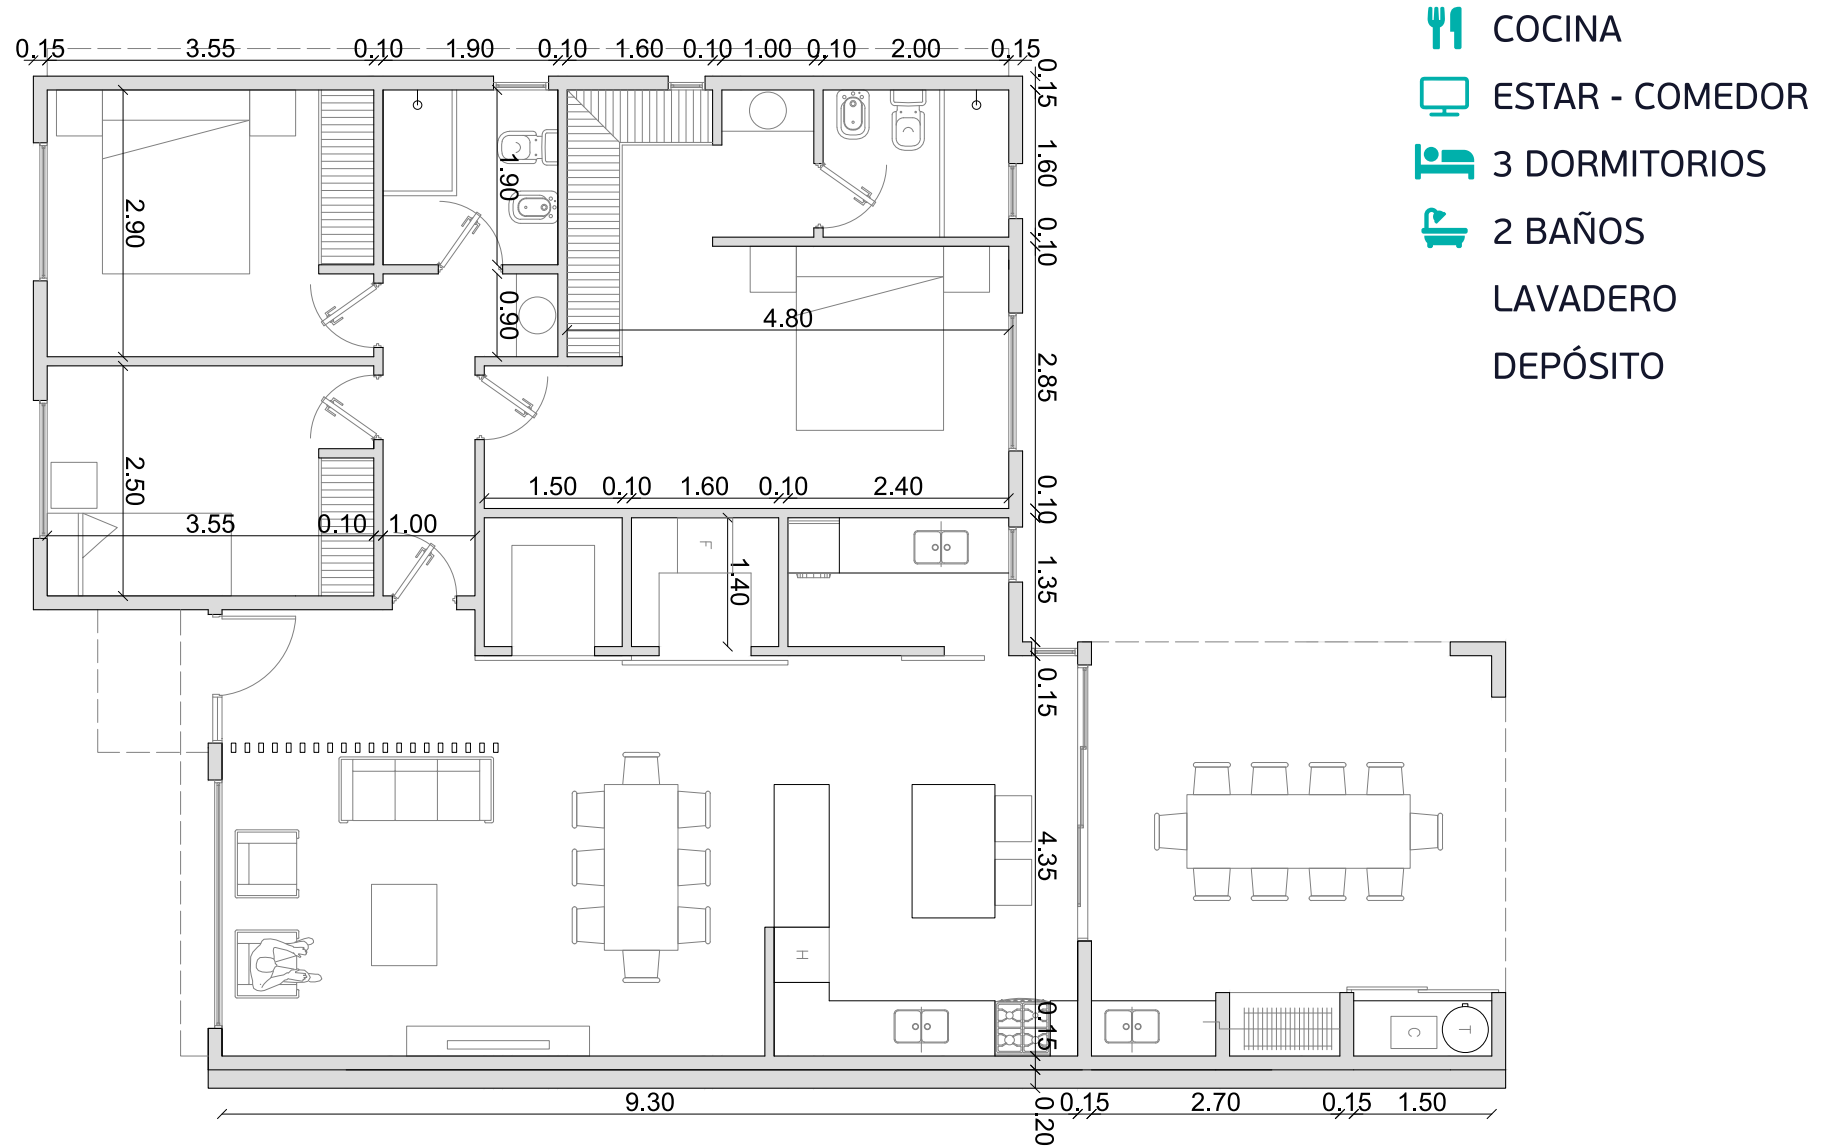 COCINA
ESTAR - COMEDOR
3 DORMITORIOS
2 BAÑOS
LAVADERO
DEPÓSITO
0.15 3.55 0.10 1.90 0.10 1.60 0.10 1.00 0.10 2.00 0.15
0.15
1.60
0.10
2.85
0.10
1.35
0.15
4.35
0.15
0.20
2.90
1.90
0.90
4.80
2.50
1.50 0.10 1.60 0.10 2.40
3.55 0.10 1.00
F
1.40
H
C
T
9.30 0.15 2.70 0.15 1.50